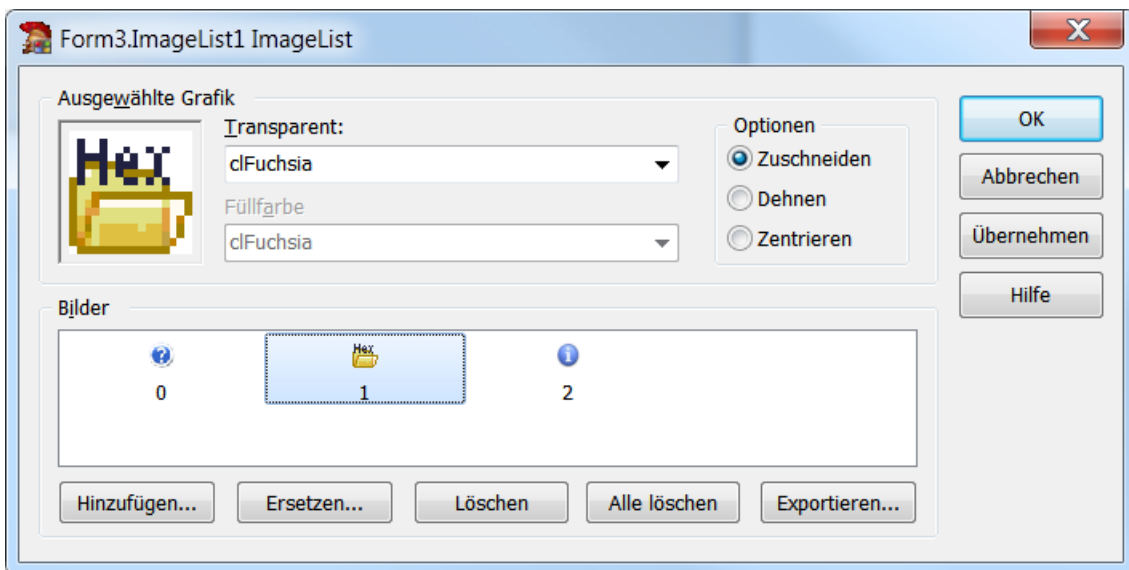 Form3.ImageList1 ImageList
Ausgewählte Grafik
Hex
Transparent:
clFuchsia
Füllfarbe
clFuchsia
Optionen
Zuschneiden
Dehnen
Zentrieren
OK
Abbrechen
Übernehmen
Hilfe
Bilder
?
Hex
i
0
1
2
Hinzufügen...
Ersetzen...
Löschen
Alle löschen
Exportieren...